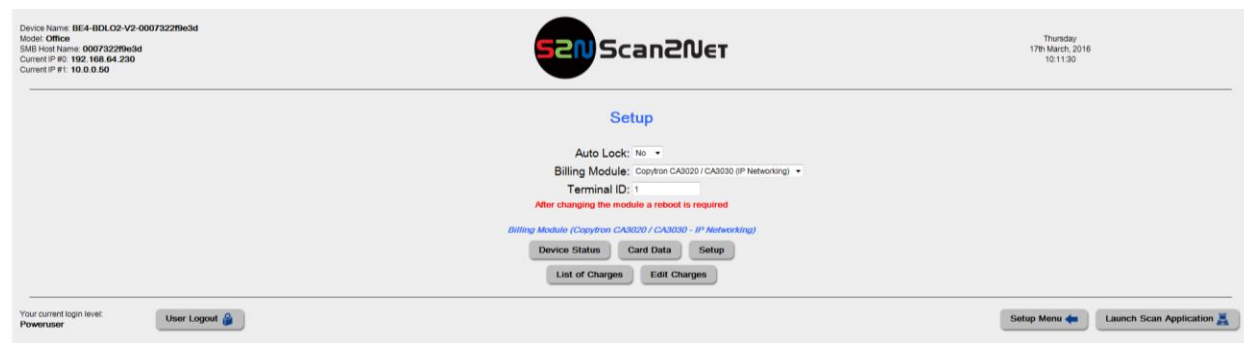 Device Name: BE4-BDLO2-V2-0007322f9e3d
Model: Office
SMB Host Name: 0007322f9e3d
Current IP #0: 192.168.64.230
Current IP #1: 10.0.0.50
S2N Scan2Net
Thursday
17th March, 2016
10:11:30
Setup
Auto Lock: No
Billing Module: Copytron CA3020 / CA3030 (IP Networking)
Terminal ID: 1
After changing the module a reboot is required
Billing Module (Copytron CA3020 / CA3030 - IP Networking)
Device Status Card Data Setup
List of Charges Edit Charges
Your current login level:
Poweruser
User Logout
Setup Menu Launch Scan Application